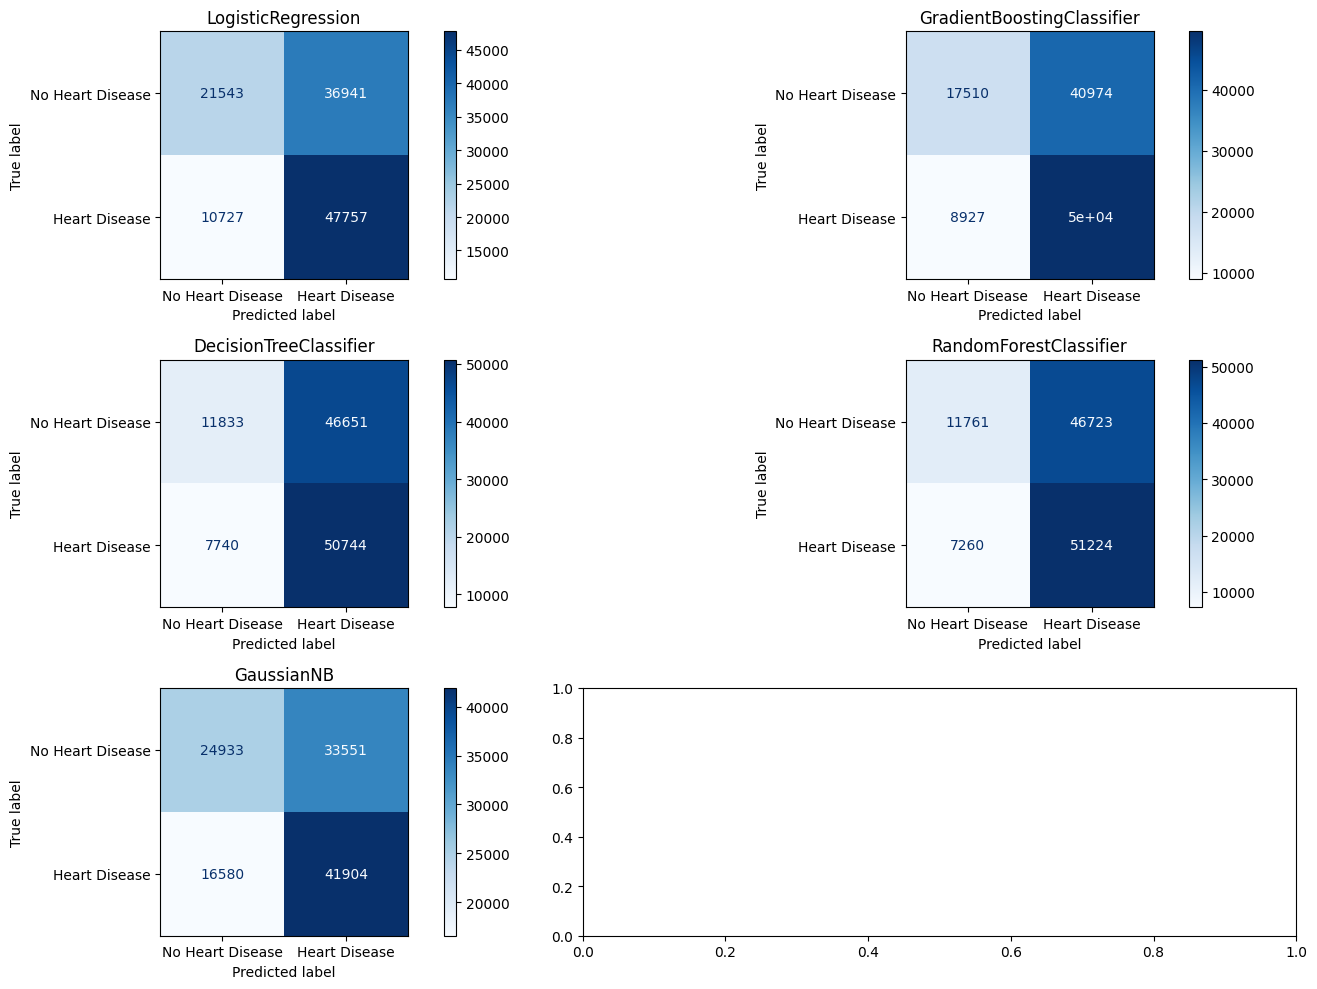 LogisticRegression
No Heart Disease
Heart Disease
True label
21543 36941
10727 47757
No Heart Disease Heart Disease
Predicted label
45000
40000
35000
30000
25000
20000
15000
GradientBoostingClassifier
No Heart Disease
Heart Disease
True label
17510 40974
8927 5e+04
No Heart Disease Heart Disease
Predicted label
40000
30000
20000
10000
DecisionTreeClassifier
No Heart Disease
Heart Disease
True label
11833 46651
7740 50744
No Heart Disease Heart Disease
Predicted label
50000
40000
30000
20000
10000
RandomForestClassifier
No Heart Disease
Heart Disease
True label
11761 46723
7260 51224
No Heart Disease Heart Disease
Predicted label
50000
40000
30000
20000
10000
GaussianNB
No Heart Disease
Heart Disease
True label
24933 33551
16580 41904
No Heart Disease Heart Disease
Predicted label
40000
35000
30000
25000
20000
1.0
0.8
0.6
0.4
0.2
0.0
0.0 0.2 0.4 0.6 0.8 1.0